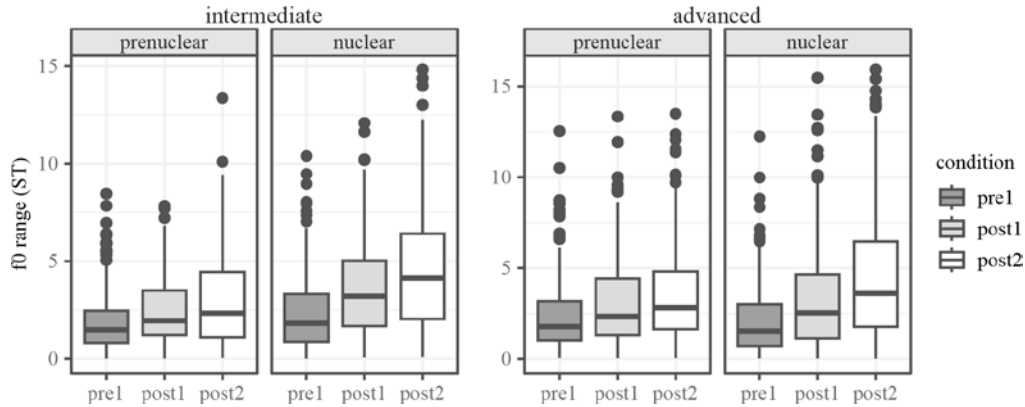 intermediate
advanced
prenuclear
nuclear
prenuclear
nuclear
15
10
5
0
15
10
5
0
f0 range (ST)
pre1
post1
post2
pre1
post1
post2
pre1
post1
post2
pre1
post1
post2
condition
pre1
post1
post2